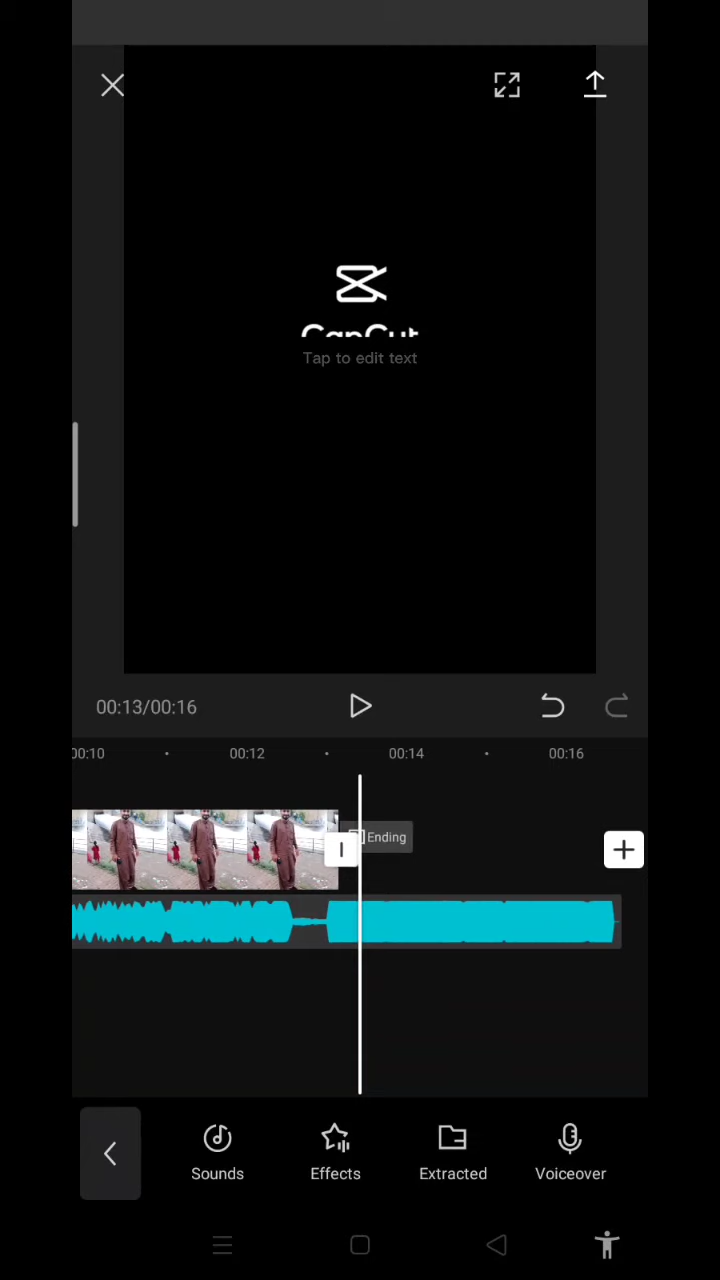 CapCut
Tap to edit text
00:13/00:16
00:10
00:12
00:14
00:16
Ending
Sounds
Effects
Extracted
Voiceover